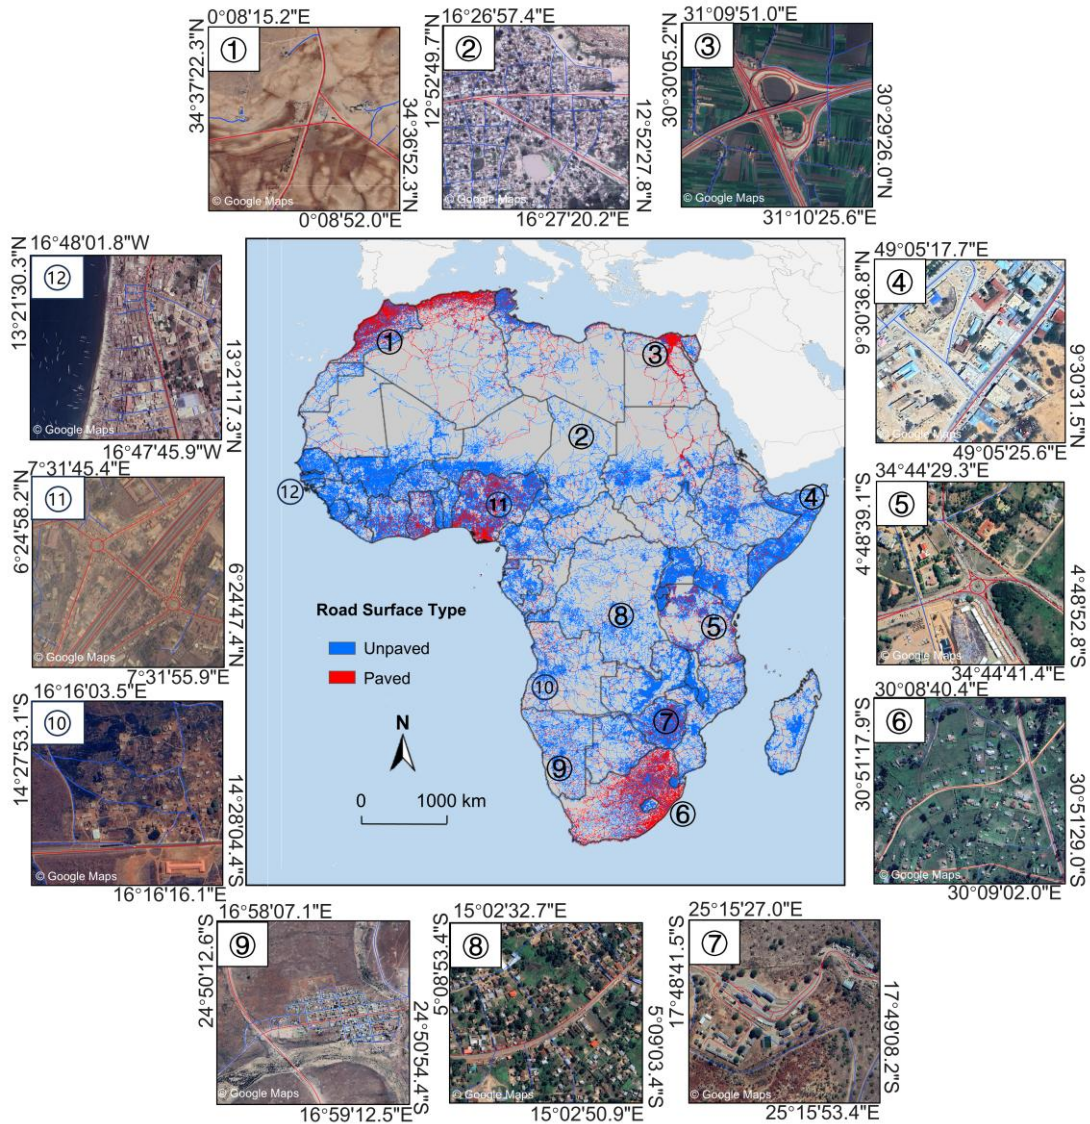 0°08'15.2"E
34°37'22.3"N
①
34°36'52.3"N
© Google Maps
0°08'52.0"E
16°26'57.4"E
12°52'49.7"N
②
12°52'27.8"N
© Google Maps
16°27'20.2"E
31°09'51.0"E
30°30'05.2"N
③
30°29'26.0"N
© Google Maps
31°10'25.6"E
16°48'01.8"W
13°21'30.3"N
⑫
13°21'17.3"N
© Google Maps
16°47'45.9"W
49°05'17.7"E
9°30'36.8"N
④
9°30'31.5"N
© Google Maps
49°05'25.6"E
7°31'45.4"E
6°24'58.2"N
⑪
6°24'47.4"N
© Google Maps
7°31'55.9"E
34°44'29.3"E
4°48'39.1"S
⑤
4°48'52.8"S
© Google Maps
34°44'41.4"E
16°16'03.5"E
14°27'53.1"S
⑩
14°28'04.4"S
© Google Maps
16°16'16.1"E
30°08'40.4"E
30°51'17.9"S
⑥
30°51'29.0"S
© Google Maps
30°09'02.0"E
①
③
②
⑫
⑪
④
⑧
⑤
⑩
⑦
⑨
⑥
Road Surface Type
Unpaved
Paved
N
0 1000 km
16°58'07.1"E
24°50'12.6"S
⑨
24°50'54.4"S
© Google Maps
16°59'12.5"E
15°02'32.7"E
5°08'53.4"S
⑧
5°09'03.4"S
© Google Maps
15°02'50.9"E
25°15'27.0"E
17°48'41.5"S
⑦
17°49'08.2"S
© Google Maps
25°15'53.4"E